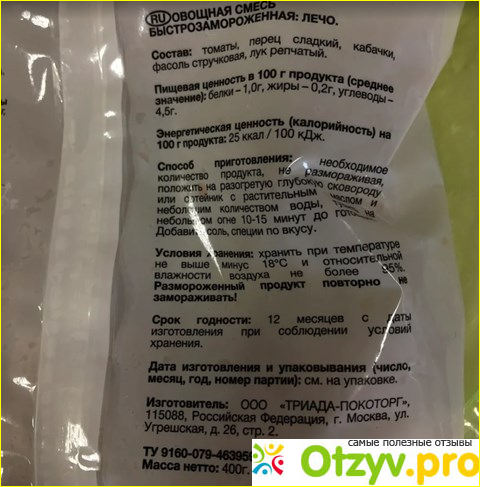 RU ОВОЩНАЯ СМЕСЬ
БЫСТРОЗАМОРОЖЕННАЯ: ЛЕЧО.
Состав: томаты, перец сладкий, кабачки,
фасоль стручковая, лук репчатый.
Пищевая ценность в 100 г продукта (среднее
значение): белки – 1,0г, жиры – 0,2г, углеводы –
4,5г.
Энергетическая ценность (калорийность) на
100 г продукта: 25 ккал / 100 кДж.
Способ приготовления: необходимое
количество продукта, не размораживая,
положить на разогретую глубокую сковороду
или сотейник с растительным маслом и
небольшим количеством воды,
небольшом огне 10-15 минут до
Добавить соль, специи по вкусу.
Условия хранения: хранить при температуре
не выше минус 18°С и относительной
влажности воздуха не более 95%.
Размороженный продукт повторно не
замораживать!
Срок годности: 12 месяцев с даты
изготовления при соблюдении условий
хранения.
Дата изготовления и упаковывания (число,
месяц, год, номер партии): см. на упаковке.
Изготовитель: ООО «ТРИАДА-ПОКОТОРГ»,
115088, Российская Федерация, г. Москва, ул.
Угрешская, д. 26, стр. 2.
ТУ 9160-079-463959
Масса нетто: 400г.
самые полезные отзывы
Otzyv.pro